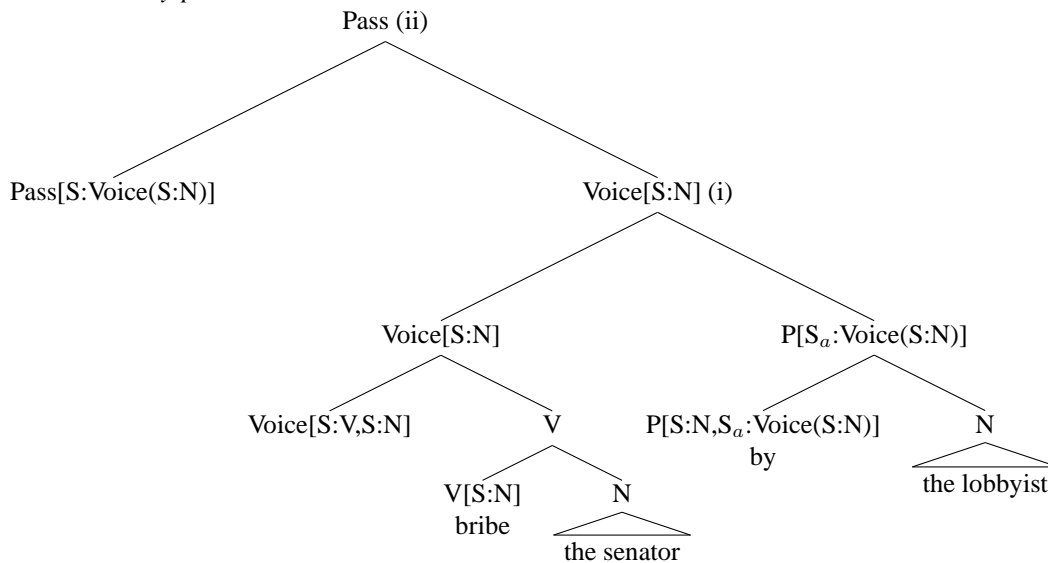 Pass (ii)
Pass[S:Voice(S:N)]
Voice[S:N] (i)
Voice[S:N]
P[Sₐ:Voice(S:N)]
Voice[S:V,S:N]
V
P[S:N,Sₐ:Voice(S:N)]
by
N
the lobbyist
V[S:N]
bribe
N
the senator